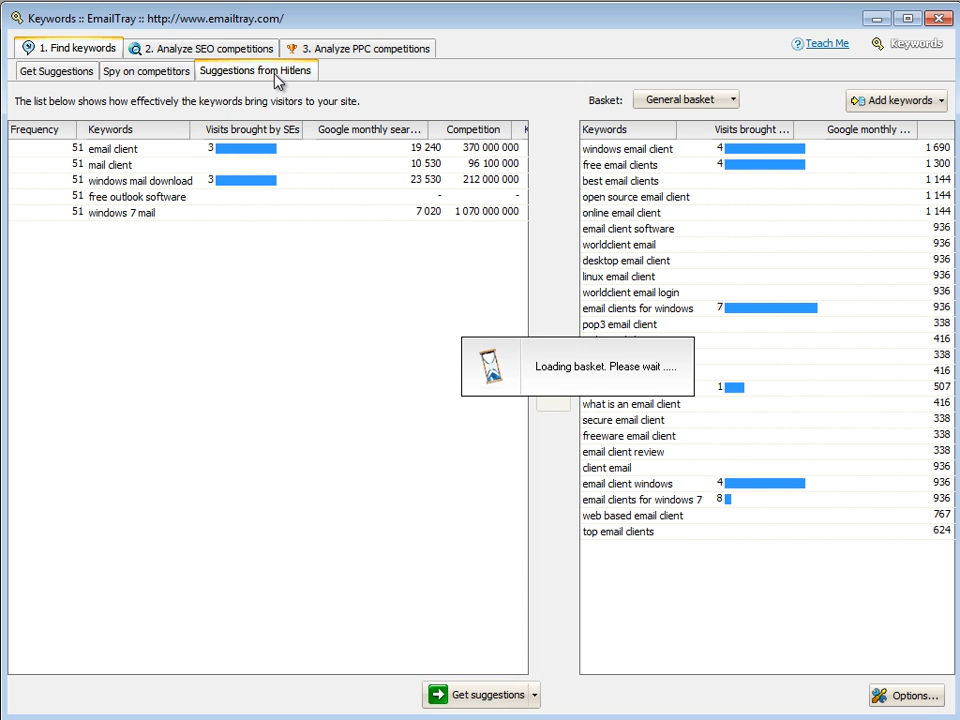 Keywords :: EmailTray :: http://www.emailtray.com/
1. Find keywords
2. Analyze SEO competitions
3. Analyze PPC competitions
Teach Me
Keywords
Get Suggestions
Spy on competitors
Suggestions from Hitlens
The list below shows how effectively the keywords bring visitors to your site.
Basket:
General basket
Add keywords
Frequency Keywords Visits brought by SEs Google monthly sear... Competition
51 email client 3 19 240 370 000 000
51 mail client 10 530 96 100 000
51 windows mail download 3 23 530 212 000 000
51 free outlook software - -
51 windows 7 mail 7 020 1 070 000 000
Keywords Visits brought ... Google monthly ...
windows email client 4 1 690
free email clients 4 1 300
best email clients 1 144
open source email client 1 144
online email client 1 144
email client software 936
worldclient email 936
desktop email client 936
linux email client 936
worldclient email login 936
email clients for windows 7 936
pop3 email client 338
416
338
416
1 507
what is an email client 416
secure email client 338
freeware email client 338
email client review 338
client email 936
email client windows 4 936
email clients for windows 7 8 936
web based email client 767
top email clients 624
Loading basket. Please wait .....
Get suggestions
Options...